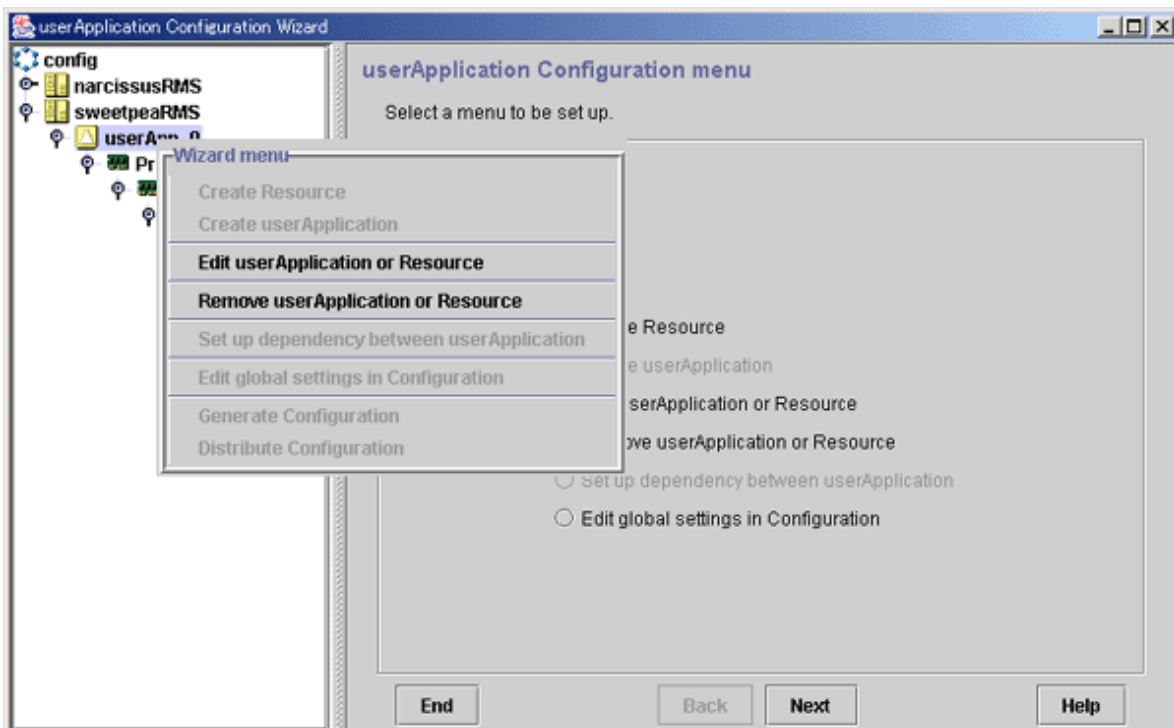 userApplication Configuration Wizard
config
narcissusRMS
sweetpeaRMS
userApp_0
Pr
userApplication Configuration menu
Select a menu to be set up.
Wizard menu
Create Resource
Create userApplication
Edit userApplication or Resource
Remove userApplication or Resource
Set up dependency between userApplication
Edit global settings in Configuration
Generate Configuration
Distribute Configuration
e Resource
e userApplication
serApplication or Resource
ove userApplication or Resource
Set up dependency between userApplication
Edit global settings in Configuration
End
Back
Next
Help